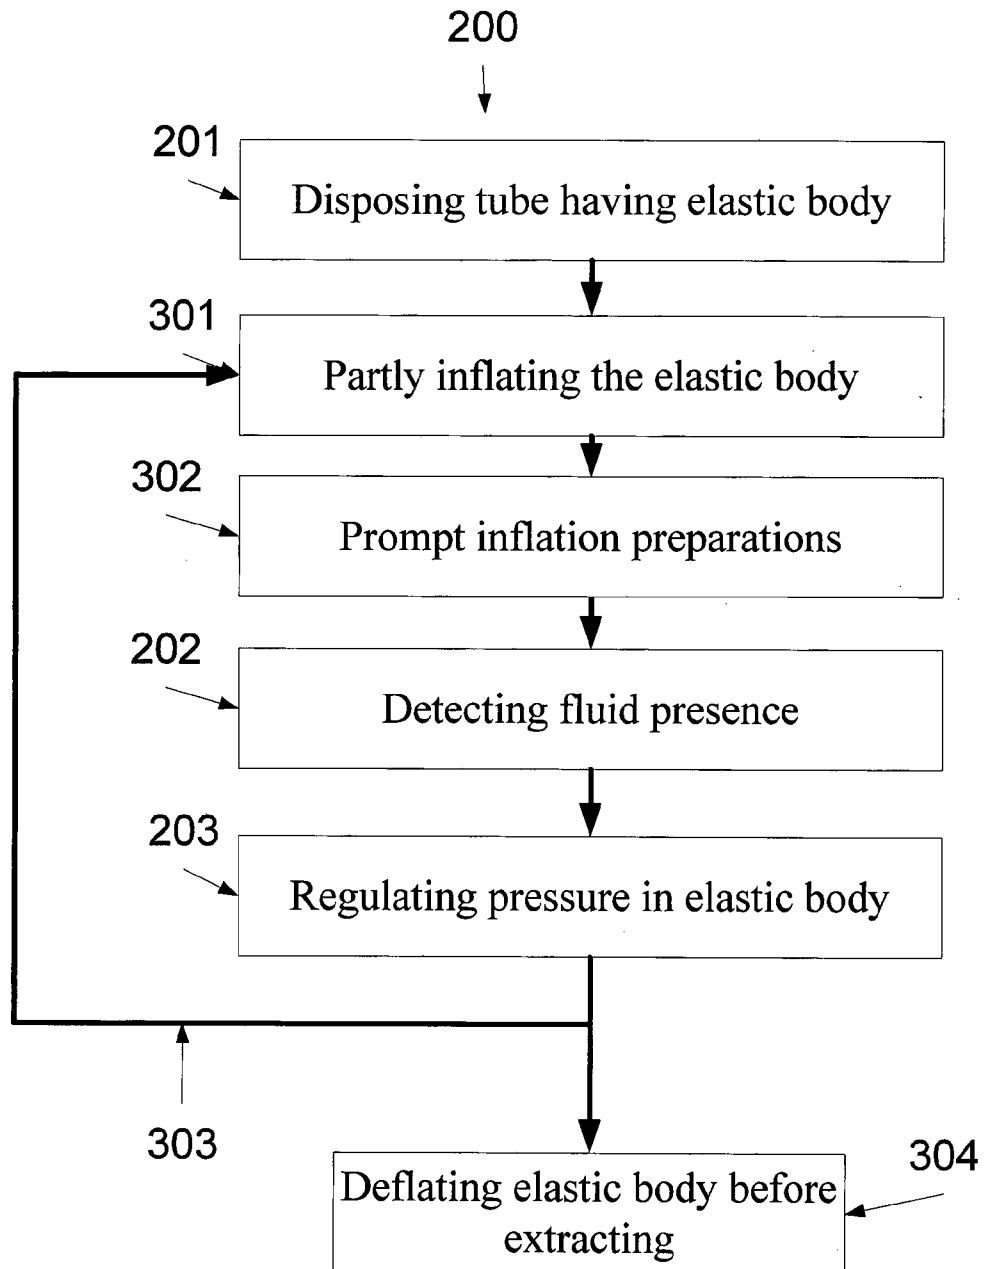 200
201
Disposing tube having elastic body
301
Partly inflating the elastic body
302
Prompt inflation preparations
202
Detecting fluid presence
203
Regulating pressure in elastic body
303
304
Deflating elastic body before
extracting